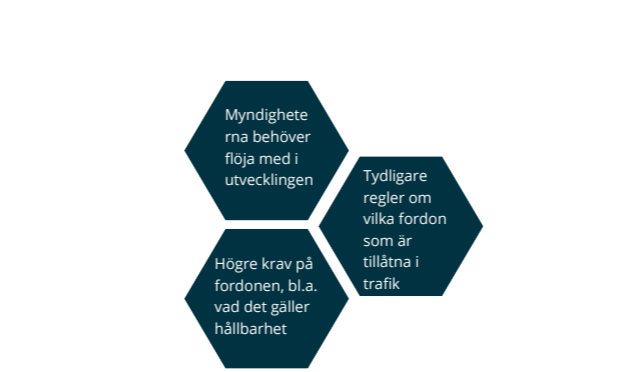 Myndighete
rna behöver
flöja med i
utvecklingen
Tydligare
regler om
vilka fordon
som är
tillåtna i
trafik
Högre krav på
fordonen, bl.a.
vad det gäller
hållbarhet